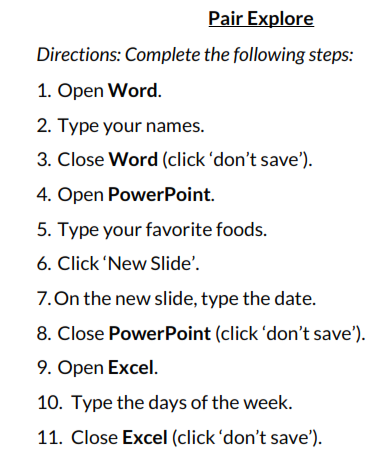 Pair Explore
Directions: Complete the following steps:
1. Open Word.
2. Type your names.
3. Close Word (click ‘don’t save’).
4. Open PowerPoint.
5. Type your favorite foods.
6. Click ‘New Slide’.
7. On the new slide, type the date.
8. Close PowerPoint (click ‘don’t save’).
9. Open Excel.
10. Type the days of the week.
11. Close Excel (click ‘don’t save’).